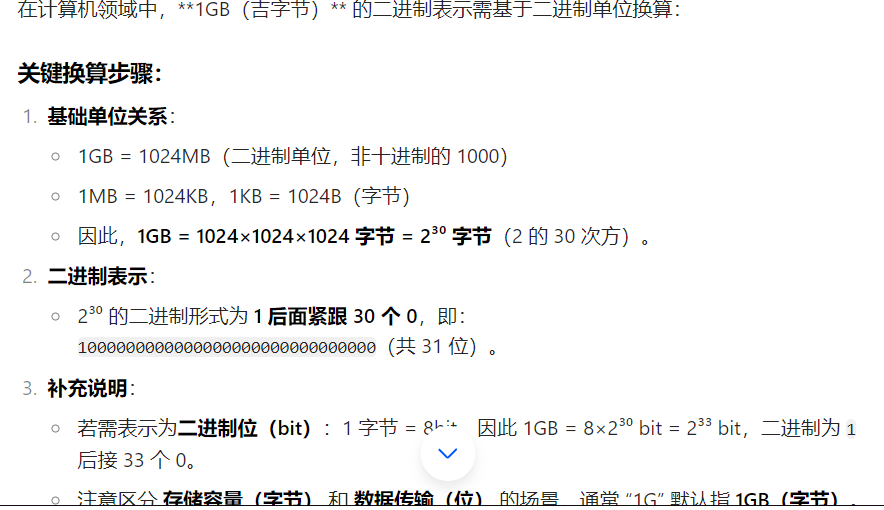 在计算机领域中，**1GB（吉字节）** 的二进制表示需基于二进制单位换算：
关键换算步骤：
1. 基础单位关系：
○ 1GB = 1024MB（二进制单位，非十进制的 1000）
○ 1MB = 1024KB，1KB = 1024B（字节）
○ 因此，1GB = 1024×1024×1024 字节 = 2³⁰ 字节（2 的 30 次方）。
2. 二进制表示：
○ 2³⁰ 的二进制形式为 1 后面紧跟 30 个 0，即：
1000000000000000000000000000000（共 31 位）。
3. 补充说明：
○ 若需表示为二进制位（bit）：1 字节 = 8bit，因此 1GB = 8×2³⁰ bit = 2³³ bit，二进制为 1
后接 33 个 0。
○ 注意区分 存储容量（字节） 和 数据传输（位） 的场景，通常 “1G” 默认指 1GB（字节）。